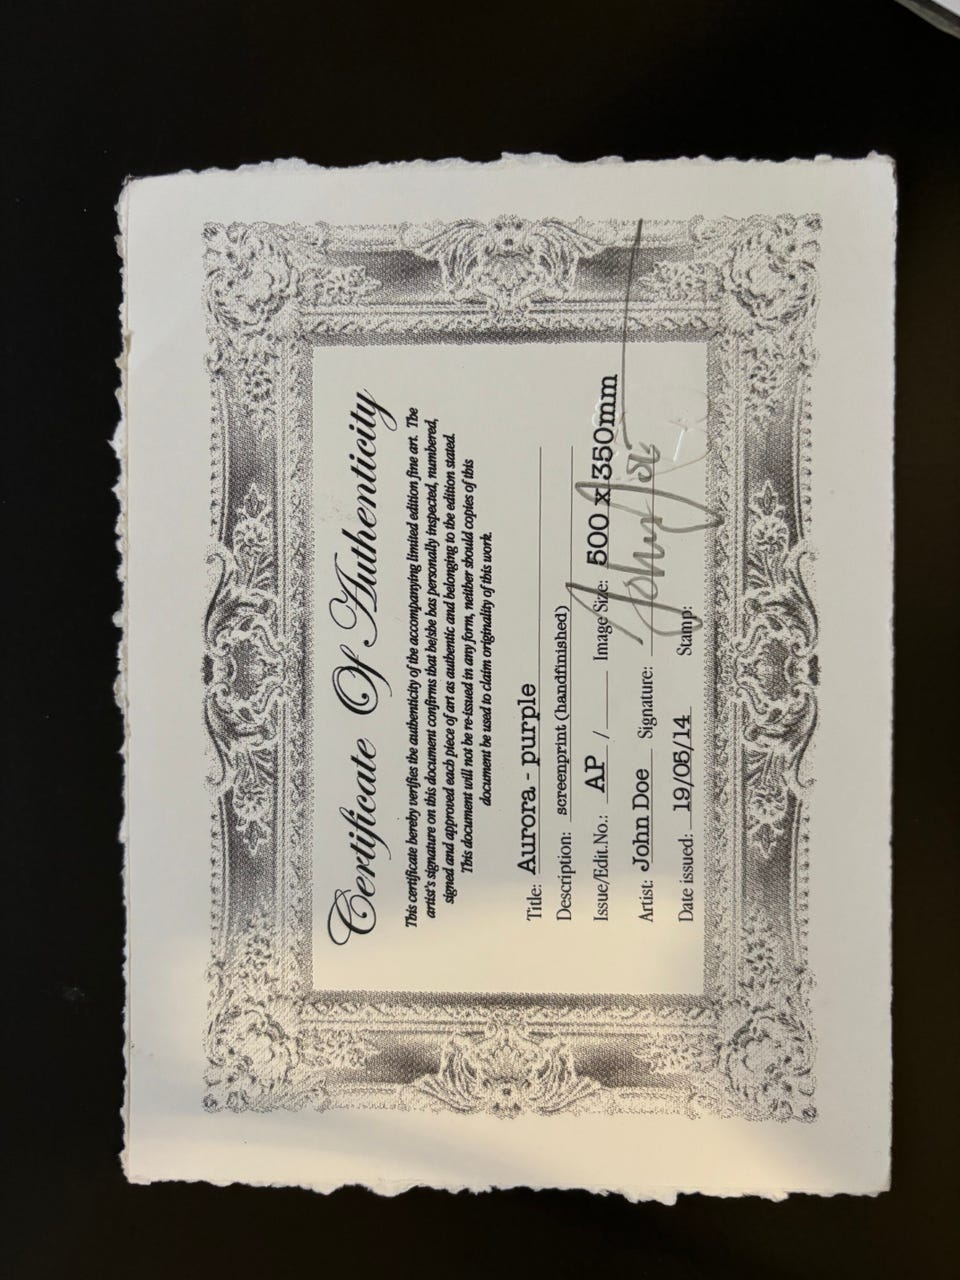 Certificate Of Authenticity
This certificate hereby verifies the authenticity of the accompanying limited edition fine art. The
artist's signature on this document confirms that he/she has personally inspected, numbered,
signed and approved each piece of art as authentic and belonging to the edition stated.
This document will not be re-issued in any form, neither should copies of this
document be used to claim originality of this work.
Title: Aurora - purple
Description: screenprint (handfinished)
Issue/Edit.No.: AP / Image Size: 500 x 350mm
Artist: John Doe Signature: John Doe
Date issued: 19/05/14 Stamp: